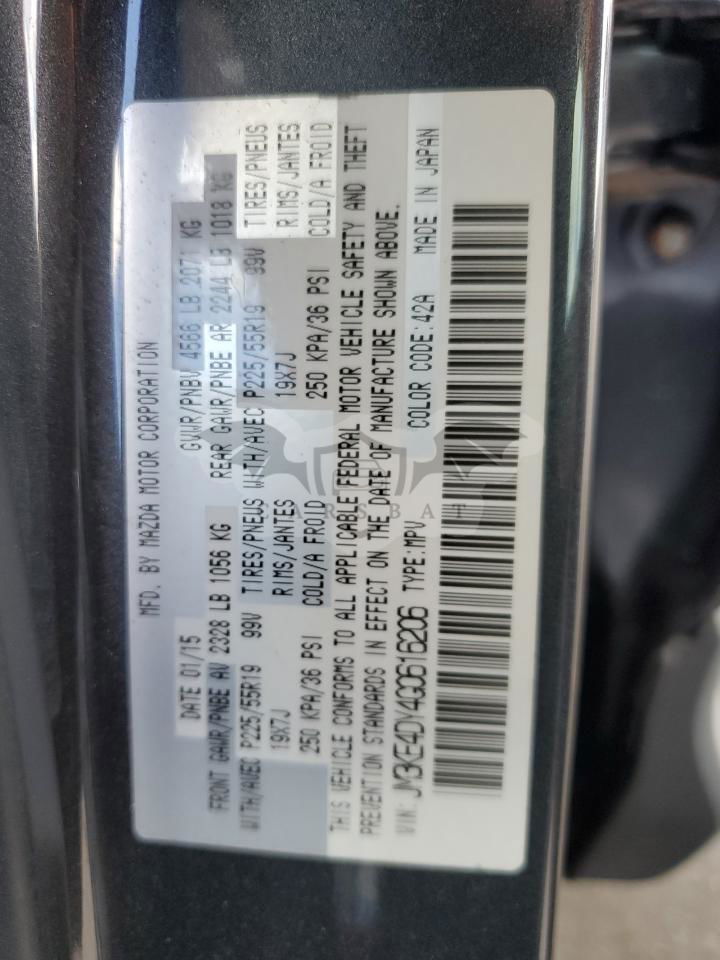 MFD. BY MAZDA MOTOR CORPORATION
DATE 01/15 GVWR/PNBV 4566 LB 2071 KG
FRONT GAWR/PNBE AV 2328 LB 1056 KG REAR GAWR/PNBE AR 2244 LB 1018 KG
WITH/AVEC P225/55R19 99V TIRES/PNEUS WITH/AVEC P225/55R19 99V TIRES/PNEUS
19X7J RIMS/JANTES 19X7J RIMS/JANTES
250 KPA/36 PSI COLD/A FROID 250 KPA/36 PSI COLD/A FROID
THIS VEHICLE CONFORMS TO ALL APPLICABLE FEDERAL MOTOR VEHICLE SAFETY AND THEFT
PREVENTION STANDARDS IN EFFECT ON THE DATE OF MANUFACTURE SHOWN ABOVE.
VIN: JM3KE4DY4G0616206 TYPE:MPV COLOR CODE:42A MADE IN JAPAN
CARSBAT